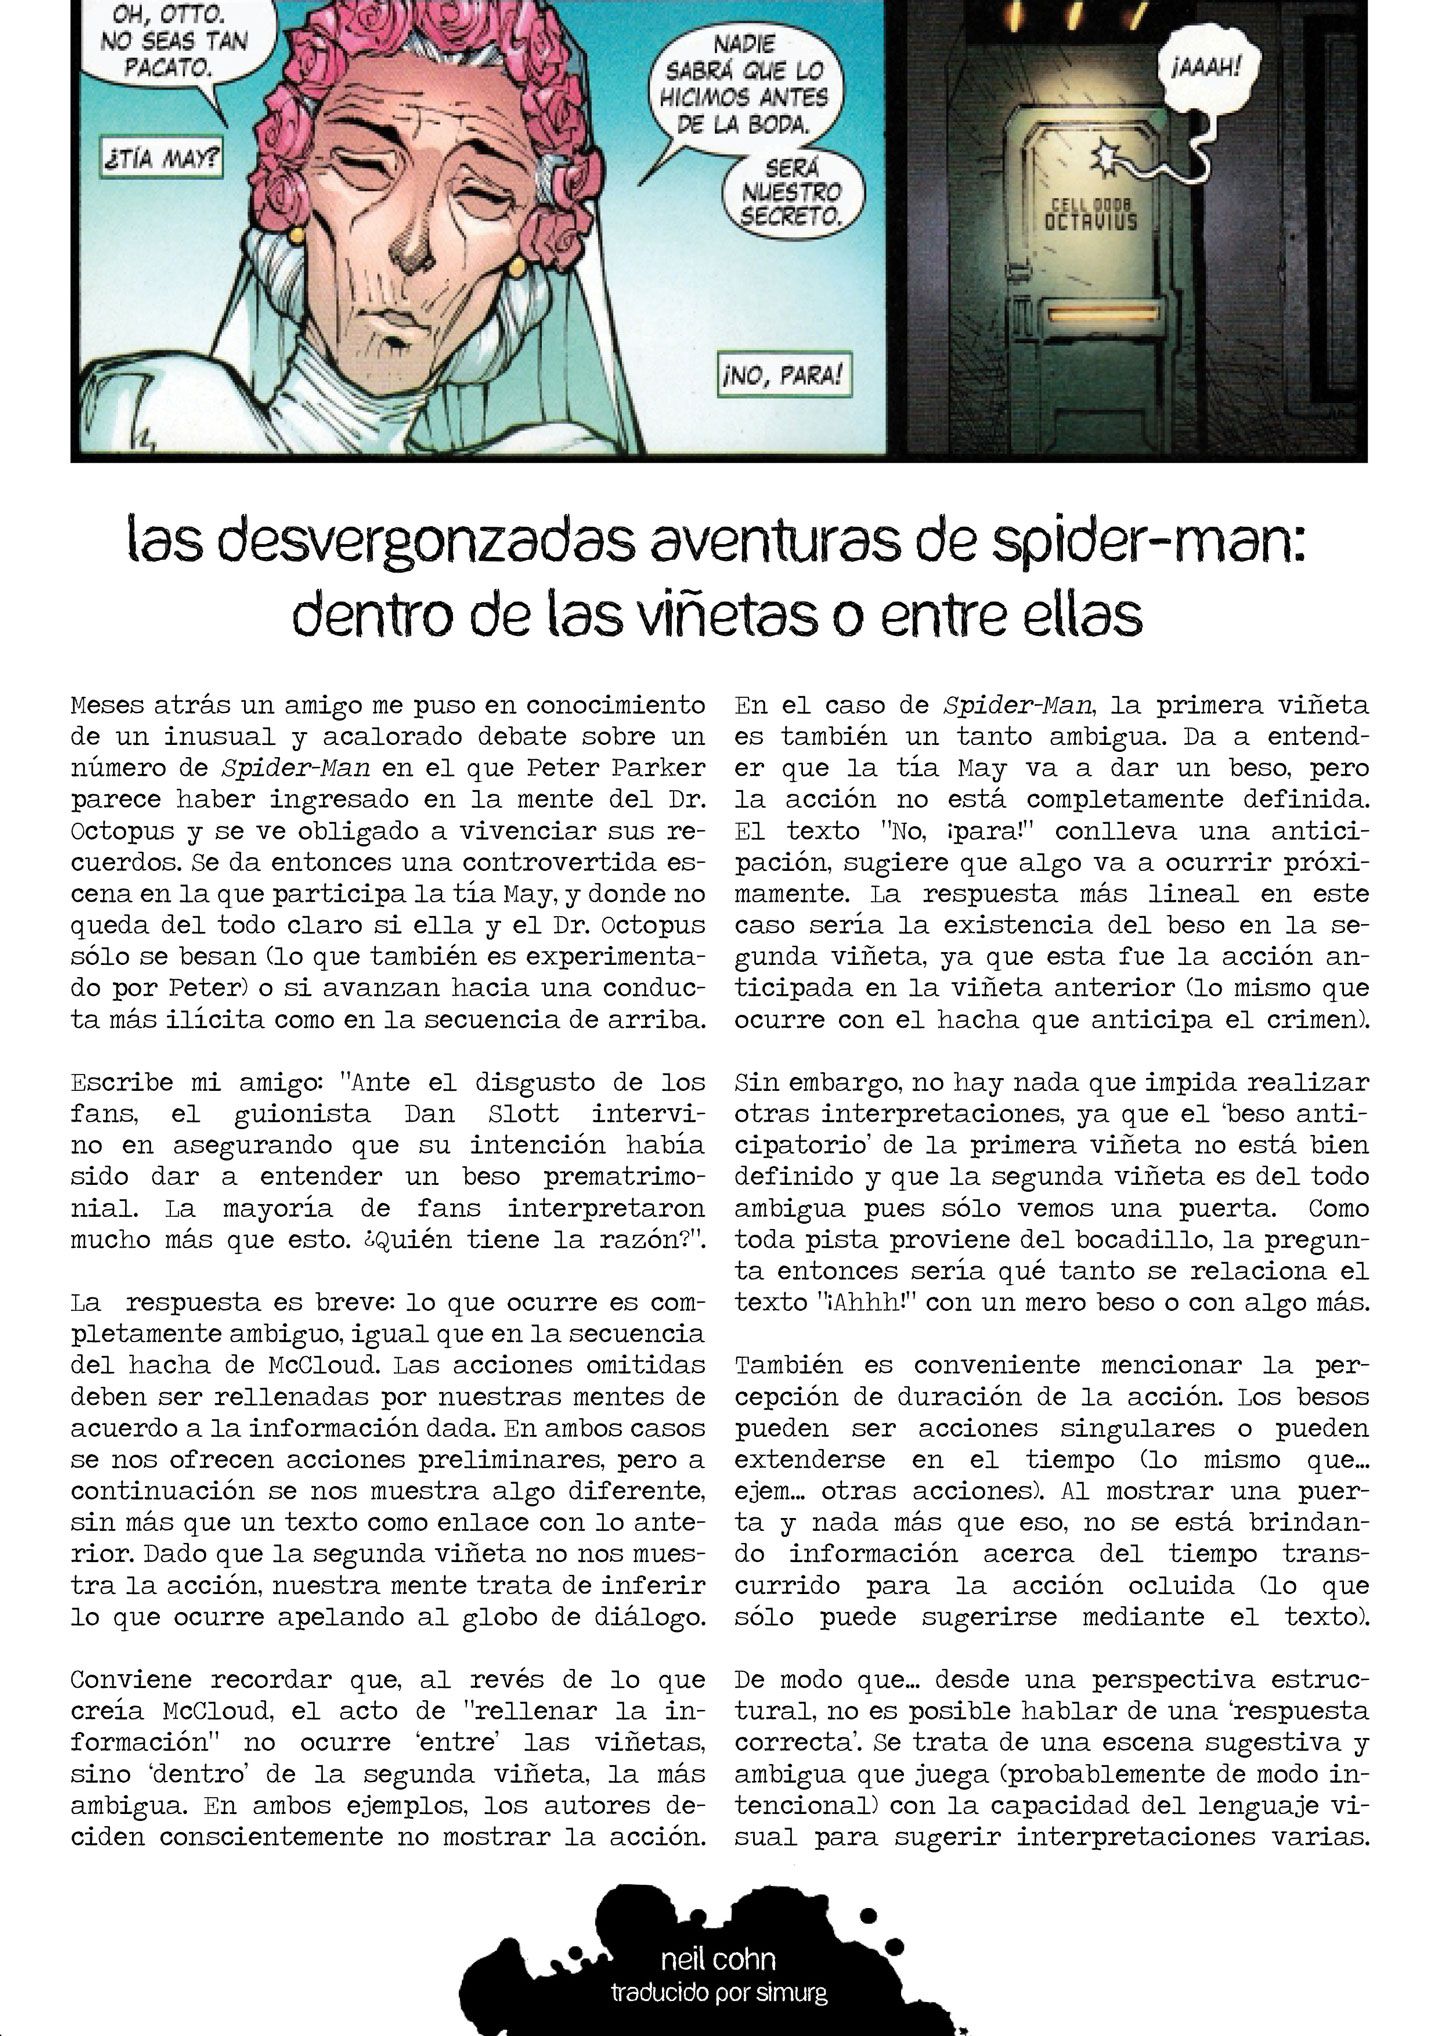 OH, OTTO.
NO SEAS TAN
PACATO.
¿TÍA MAY?
NADIE
SABRÁ QUE LO
HICIMOS ANTES
DE LA BODA.
SERÁ
NUESTRO
SECRETO.
¡NO, PARA!
¡AAAH!
CELL 0008
OCTAVIUS
las desvergonzadas aventuras de spider-man:
dentro de las viñetas o entre ellas
Meses atrás un amigo me puso en conocimiento
de un inusual y acalorado debate sobre un
número de Spider-Man en el que Peter Parker
parece haber ingresado en la mente del Dr.
Octopus y se ve obligado a vivenciar sus re-
cuerdos. Se da entonces una controvertida es-
cena en la que participa la tía May, y donde no
queda del todo claro si ella y el Dr. Octopus
sólo se besan (lo que también es experimenta-
do por Peter) o si avanzan hacia una conduc-
ta más ilícita como en la secuencia de arriba.
Escribe mi amigo: "Ante el disgusto de los
fans, el guionista Dan Slott intervi-
no en asegurando que su intención había
sido dar a entender un beso prematrimo-
nial. La mayoría de fans interpretaron
mucho más que esto. ¿Quién tiene la razón?".
La respuesta es breve: lo que ocurre es com-
pletamente ambiguo, igual que en la secuencia
del hacha de McCloud. Las acciones omitidas
deben ser rellenadas por nuestras mentes de
acuerdo a la información dada. En ambos casos
se nos ofrecen acciones preliminares, pero a
continuación se nos muestra algo diferente,
sin más que un texto como enlace con lo ante-
rior. Dado que la segunda viñeta no nos mues-
tra la acción, nuestra mente trata de inferir
lo que ocurre apelando al globo de diálogo.
Conviene recordar que, al revés de lo que
creía McCloud, el acto de "rellenar la in-
formación" no ocurre ‘entre’ las viñetas,
sino ‘dentro’ de la segunda viñeta, la más
ambigua. En ambos ejemplos, los autores de-
ciden conscientemente no mostrar la acción.
En el caso de Spider-Man, la primera viñeta
es también un tanto ambigua. Da a entend-
er que la tía May va a dar un beso, pero
la acción no está completamente definida.
El texto "No, ¡para!" conlleva una antici-
pación, sugiere que algo va a ocurrir próxi-
mamente. La respuesta más lineal en este
caso sería la existencia del beso en la se-
gunda viñeta, ya que esta fue la acción an-
ticipada en la viñeta anterior (lo mismo que
ocurre con el hacha que anticipa el crimen).
Sin embargo, no hay nada que impida realizar
otras interpretaciones, ya que el ‘beso anti-
cipatorio’ de la primera viñeta no está bien
definido y que la segunda viñeta es del todo
ambigua pues sólo vemos una puerta. Como
toda pista proviene del bocadillo, la pregun-
ta entonces sería qué tanto se relaciona el
texto "¡Ahhh!" con un mero beso o con algo más.
También es conveniente mencionar la per-
cepción de duración de la acción. Los besos
pueden ser acciones singulares o pueden
extenderse en el tiempo (lo mismo que…
ejem… otras acciones). Al mostrar una puer-
ta y nada más que eso, no se está brindan-
do información acerca del tiempo trans-
currido para la acción ocluida (lo que
sólo puede sugerirse mediante el texto).
De modo que… desde una perspectiva estruc-
tural, no es posible hablar de una ‘respuesta
correcta’. Se trata de una escena sugestiva y
ambigua que juega (probablemente de modo in-
tencional) con la capacidad del lenguaje vi-
sual para sugerir interpretaciones varias.
neil cohn
traducido por simurg